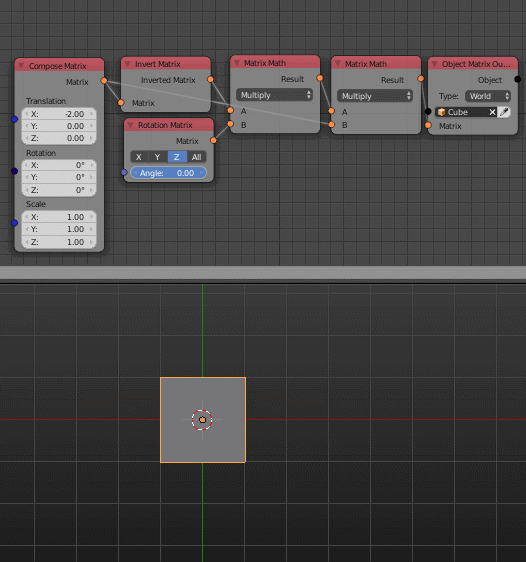 Compose Matrix
Matrix
Translation
X: -2.00
Y: 0.00
Z: 0.00
Rotation
X: 0°
Y: 0°
Z: 0°
Scale
X: 1.00
Y: 1.00
Z: 1.00
Invert Matrix
Inverted Matrix
Matrix
Rotation Matrix
Matrix
X Y Z All
Angle: 0.00
Matrix Math
Result
Multiply
A
B
Matrix Math
Result
Multiply
A
B
Object Matrix Ou...
Object
Type: World
Cube
Matrix